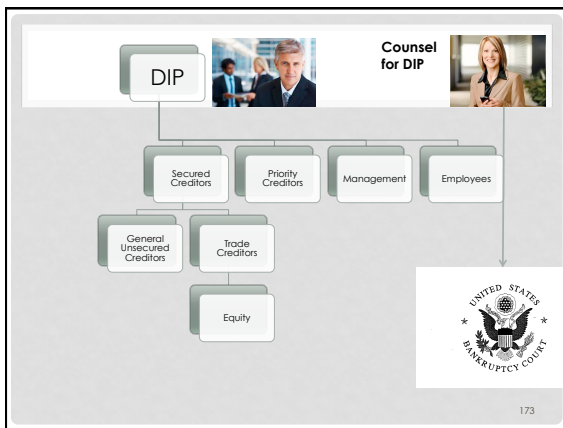 DIP
Counsel
for DIP
Secured
Creditors
Priority
Creditors
Management
Employees
General
Unsecured
Creditors
Trade
Creditors
Equity
UNITED STATES
BANKRUPTCY COURT
173